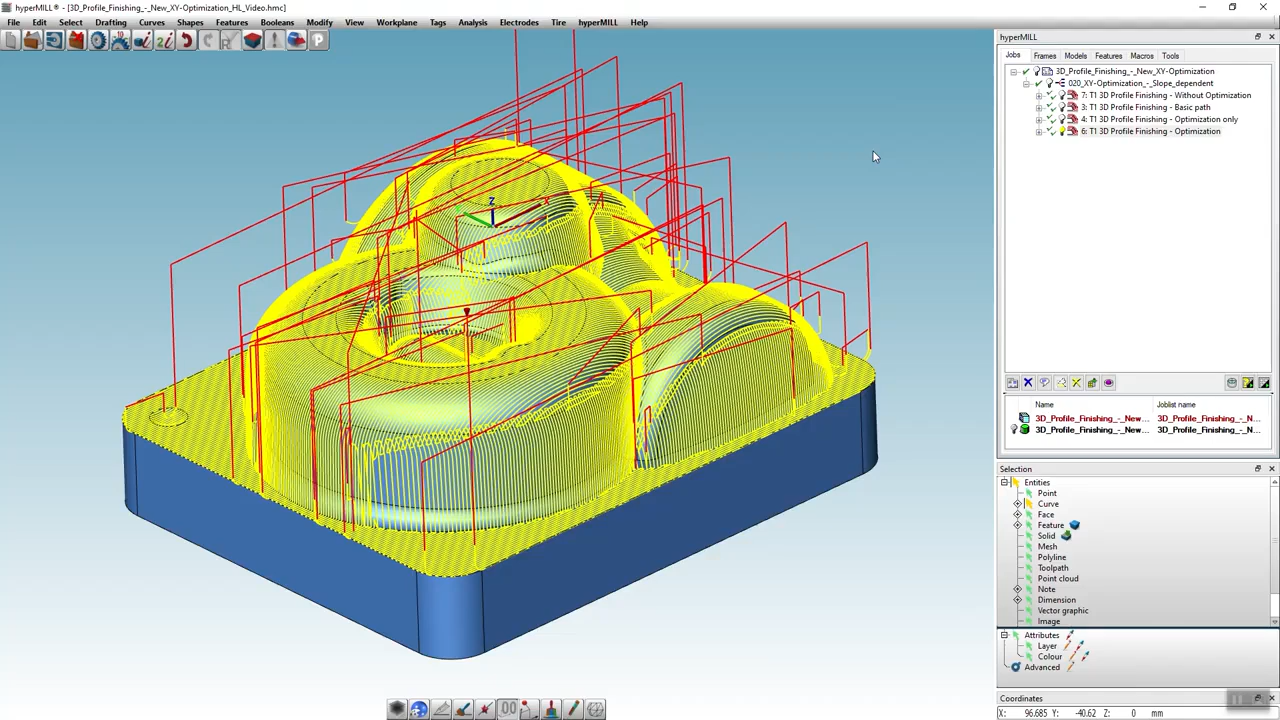 hyperMILL® - [3D_Profile_Finishing_-_New_XY-Optimization_HL_Video.hmc]
File Edit Select Drafting Curves Shapes Features Booleans Modify View Workplane Tags Analysis Electrodes Tire hyperMILL Help
hyperMILL
Jobs Frames Models Features Macros Tools
3D_Profile_Finishing_-_New_XY-Optimization
020_XY-Optimization_-_Slope_dependent
7: T1 3D Profile Finishing - Without Optimization
3: T1 3D Profile Finishing - Basic path
4: T1 3D Profile Finishing - Optimization only
6: T1 3D Profile Finishing - Optimization
Z
X
Name Joblist name
3D_Profile_Finishing_-_New... 3D_Profile_Finishing_-_N...
3D_Profile_Finishing_-_New... 3D_Profile_Finishing_-_N...
Selection
Entities
Point
Curve
Face
Feature
Solid
Mesh
Polyline
Toolpath
Point cloud
Note
Dimension
Vector graphic
Image
Attributes
Layer
Colour
Advanced
Coordinates
X: 96.685 Y: -40.62 Z: 0 mm